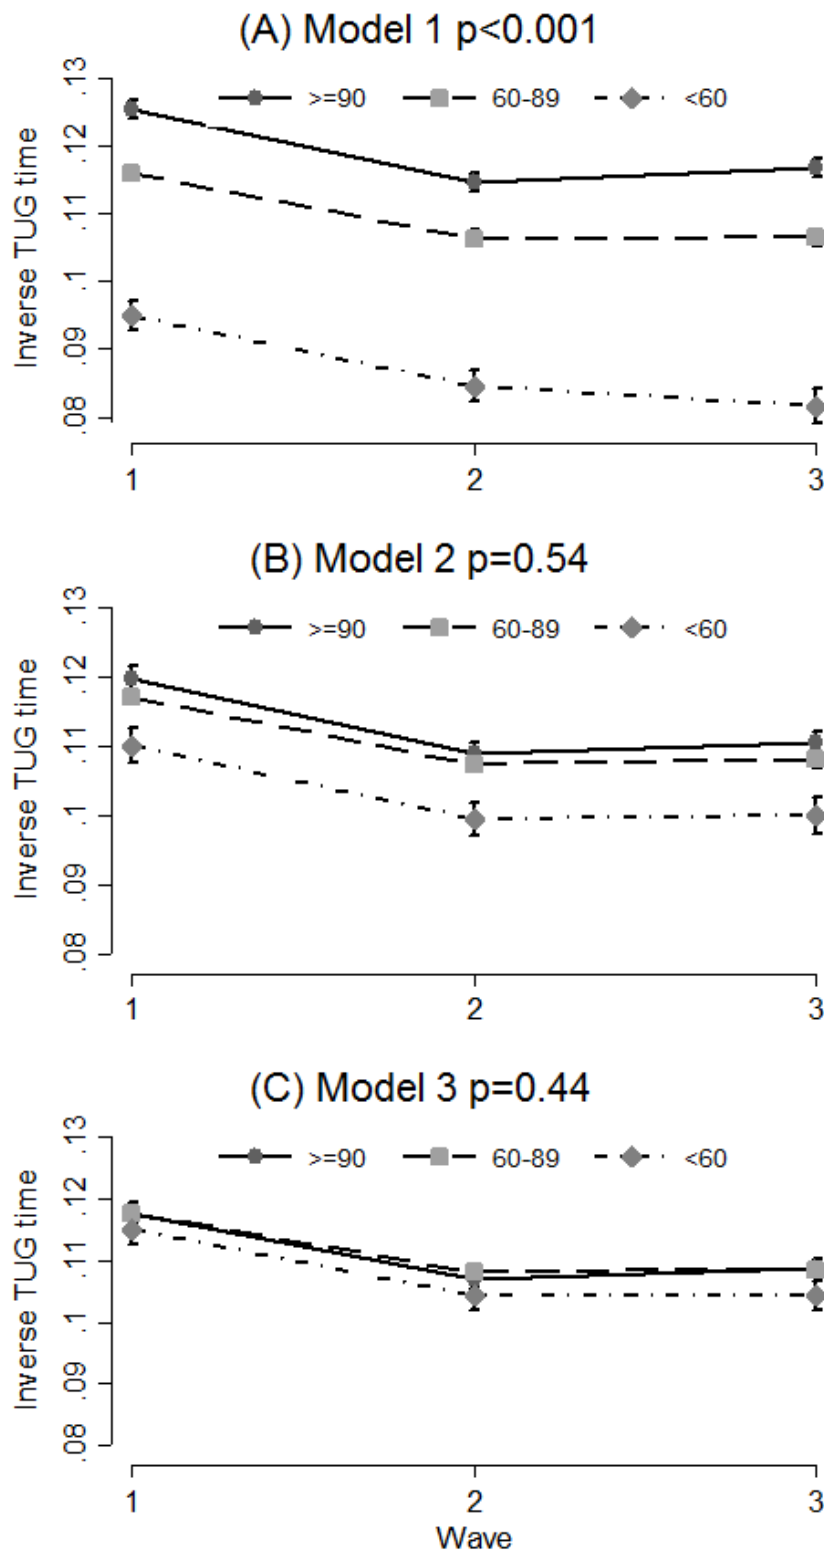 (A) Model 1 p<0.001
>=90 60-89 <60
Inverse TUG time
.13
.12
.11
.1
.09
.08
1 2 3
(B) Model 2 p=0.54
>=90 60-89 <60
Inverse TUG time
.13
.12
.11
.1
.09
.08
1 2 3
(C) Model 3 p=0.44
>=90 60-89 <60
Inverse TUG time
.13
.12
.11
.1
.09
.08
1 2 3
Wave